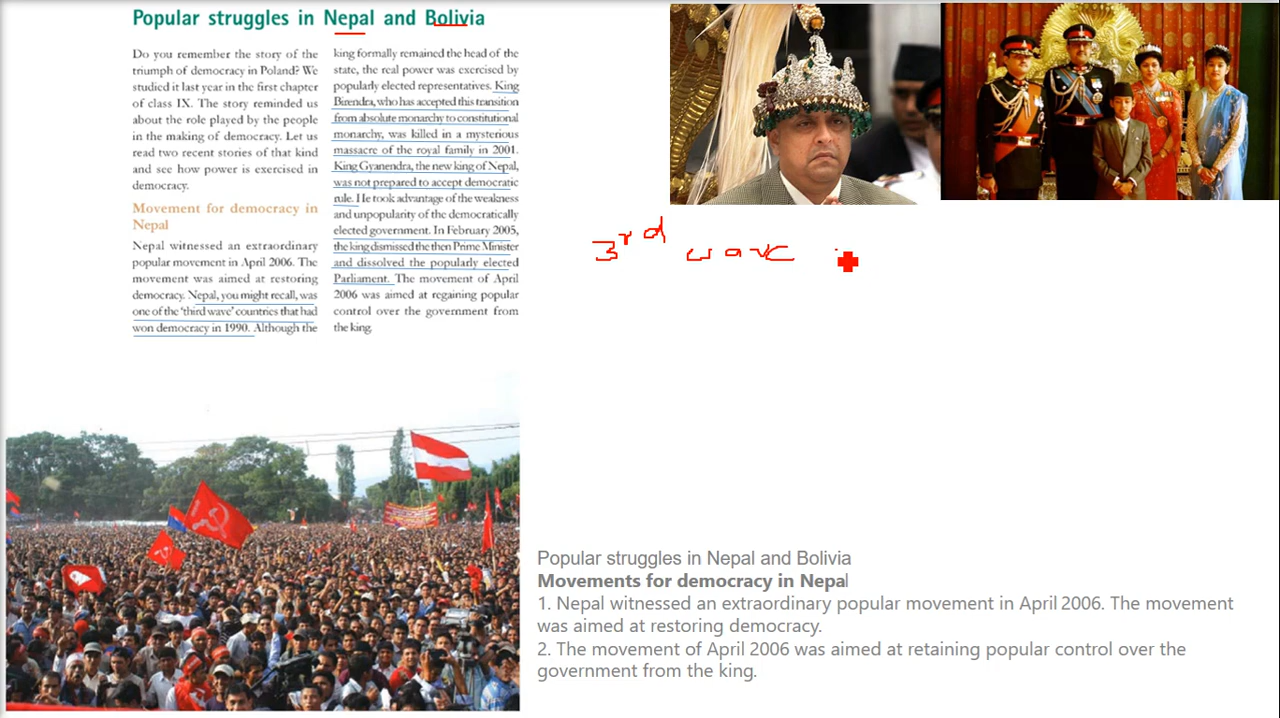 Popular struggles in Nepal and Bolivia
Do you remember the story of the
triumph of democracy in Poland? We
studied it last year in the first chapter
of class IX. The story reminded us
about the role played by the people
in the making of democracy. Let us
read two recent stories of that kind
and see how power is exercised in
democracy.
Movement for democracy in
Nepal
Nepal witnessed an extraordinary
popular movement in April 2006. The
movement was aimed at restoring
democracy. Nepal, you might recall, was
one of the 'third wave' countries that had
won democracy in 1990. Although the
king formally remained the head of the
state, the real power was exercised by
popularly elected representatives. King
Birendra, who has accepted this transition
from absolute monarchy to constitutional
monarchy, was killed in a mysterious
massacre of the royal family in 2001.
King Gyanendra, the new king of Nepal,
was not prepared to accept democratic
rule. He took advantage of the weakness
and unpopularity of the democratically
elected government. In February 2005,
the king dismissed the then Prime Minister
and dissolved the popularly elected
Parliament. The movement of April
2006 was aimed at regaining popular
control over the government from
the king.
3rd wave
Popular struggles in Nepal and Bolivia
Movements for democracy in Nepal
1. Nepal witnessed an extraordinary popular movement in April 2006. The movement
was aimed at restoring democracy.
2. The movement of April 2006 was aimed at retaining popular control over the
government from the king.